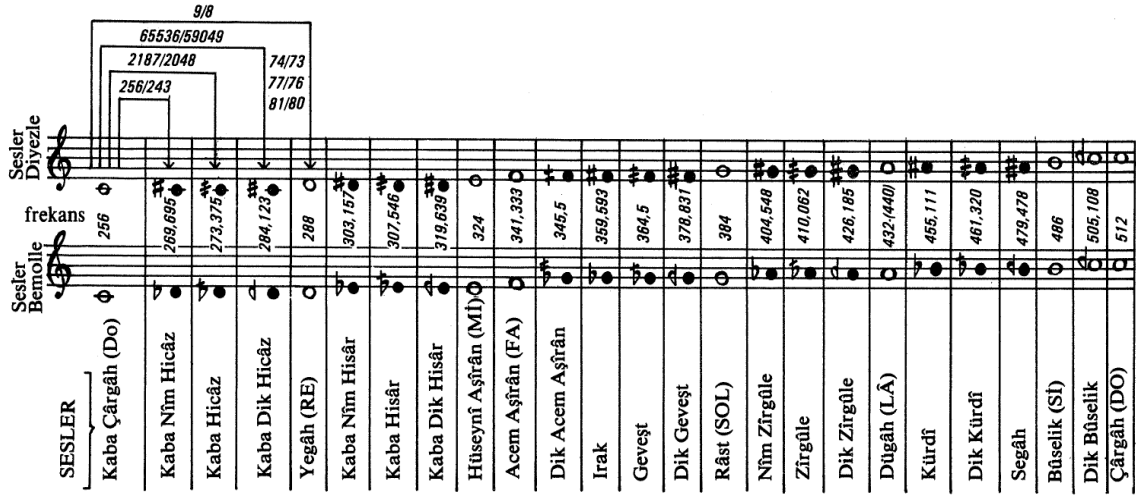 9/8
65536/59049
2187/2048
256/243
74/73
77/76
81/80
Sesler
Diyezle
frekans
256
269,695
273,375
284,123
288
303,157
307,546
319,639
324
341,333
345,5
359,593
364,5
378,831
384
404,548
410,062
426,185
432,(440)
455,111
461,320
479,478
486
505,108
512
Sesler
Bemolle
SESLER
Kaba Çârgâh (Do)
Kaba Nîm Hicâz
Kaba Hicâz
Kaba Dik Hicâz
Yegâh (RE)
Kaba Nîm Hisâr
Kaba Hisâr
Kaba Dik Hisâr
Hüseynî Aşîrân (Mİ)
Acem Aşîrân (FA)
Dik Acem Aşîrân
Irak
Geveşt
Dik Geveşt
Râst (SOL)
Nîm Zîrgûle
Zîrgûle
Dik Zîrgûle
Dügâh (LÂ)
Kürdî
Dik Kürdî
Segâh
Bûselik (Sİ)
Dik Bûselik
Çârgâh (DO)